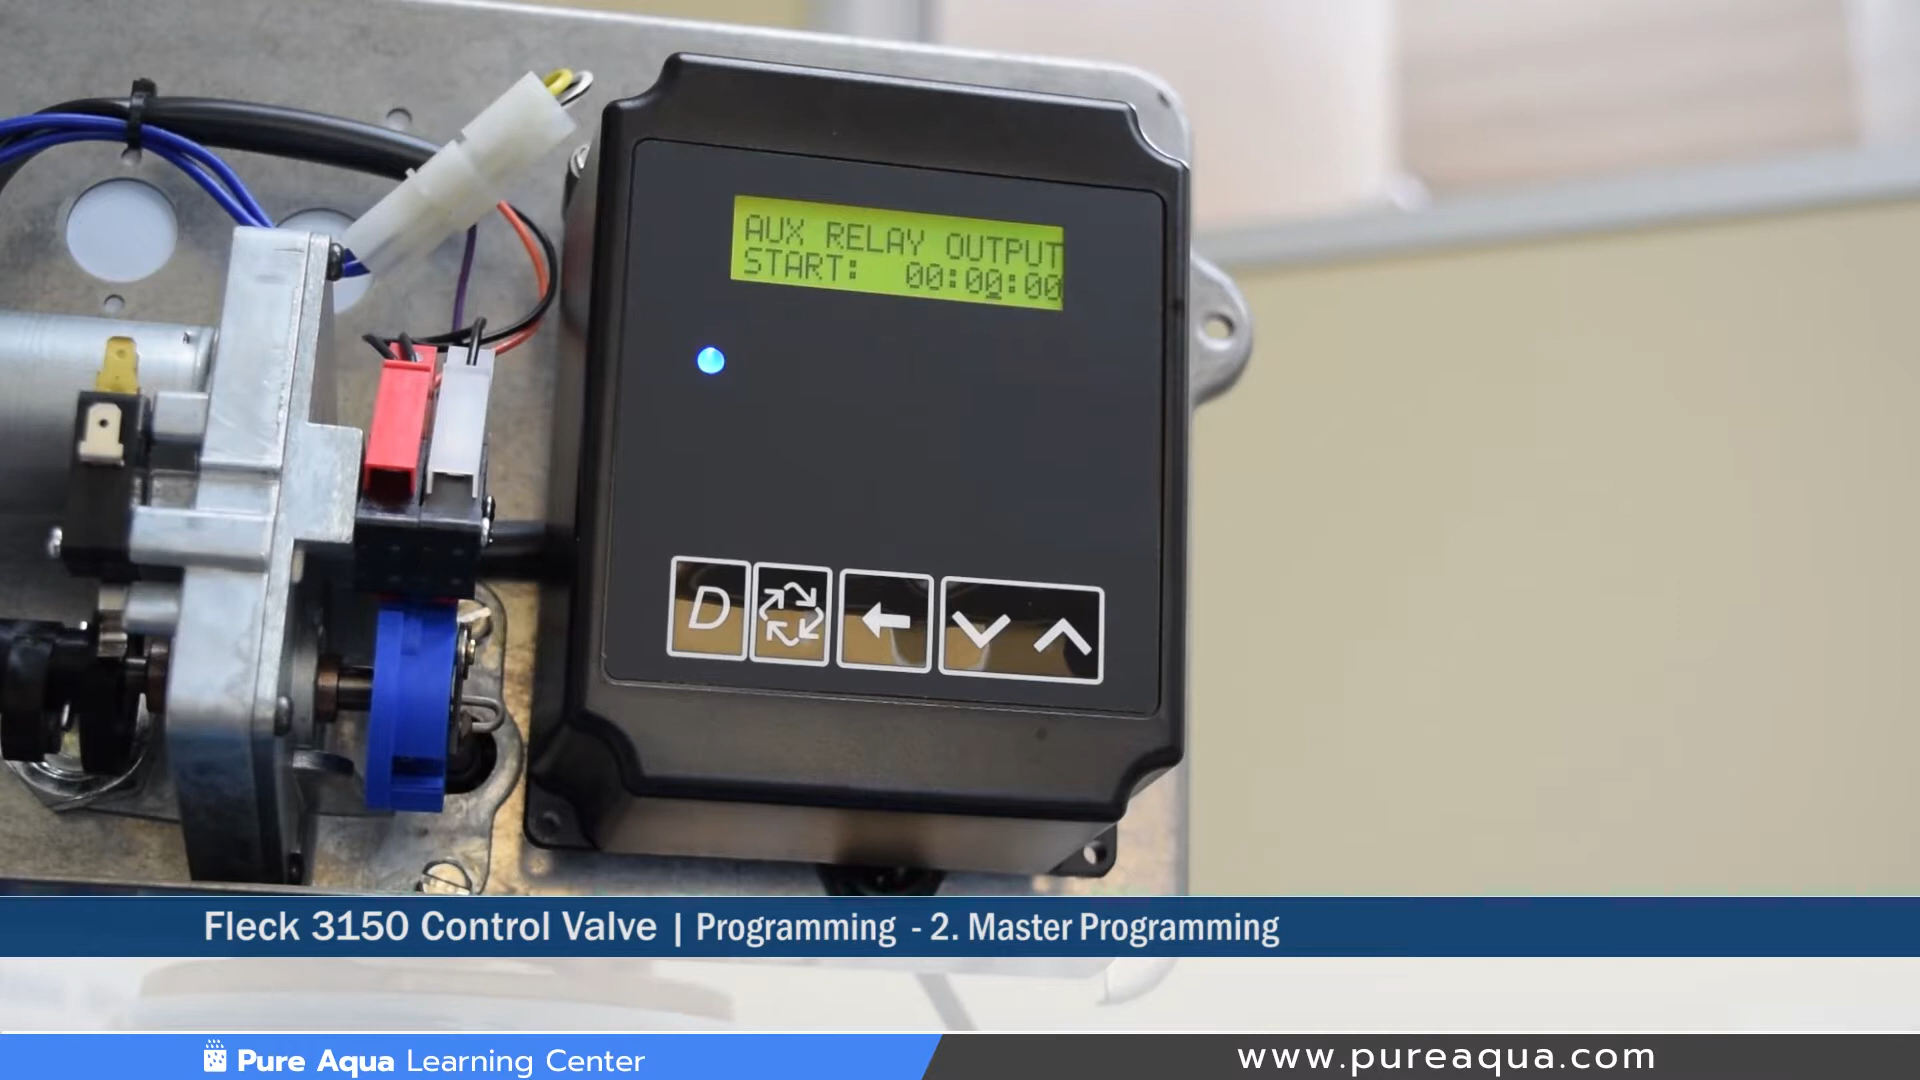 AUX RELAY OUTPUT
START: 00:00:00
D
Fleck 3150 Control Valve | Programming - 2. Master Programming
Pure Aqua Learning Center
www.pureaqua.com